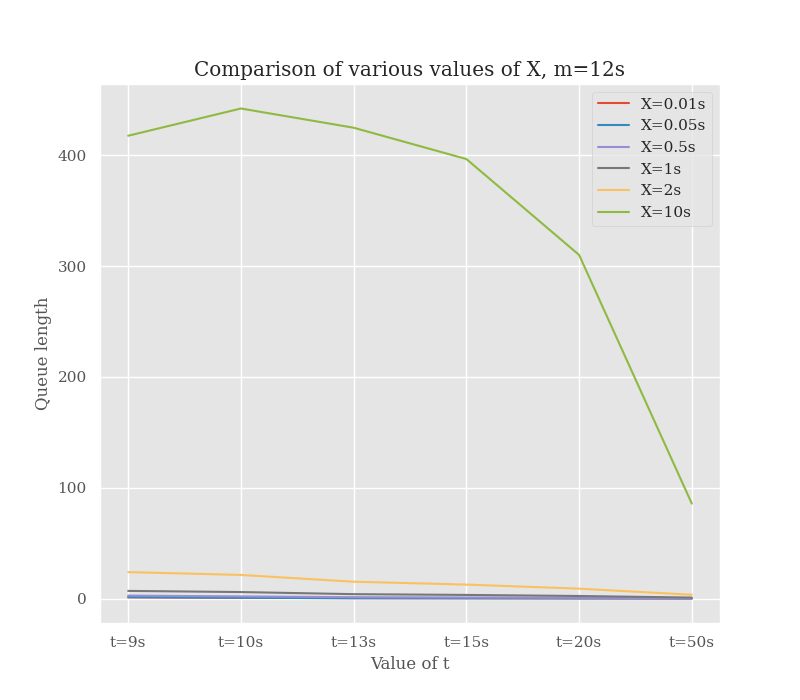 Comparison of various values of X, m=12s
X=0.01s
X=0.05s
X=0.5s
X=1s
X=2s
X=10s
400
300
200
100
0
Queue length
t=9s t=10s t=13s t=15s t=20s t=50s
Value of t